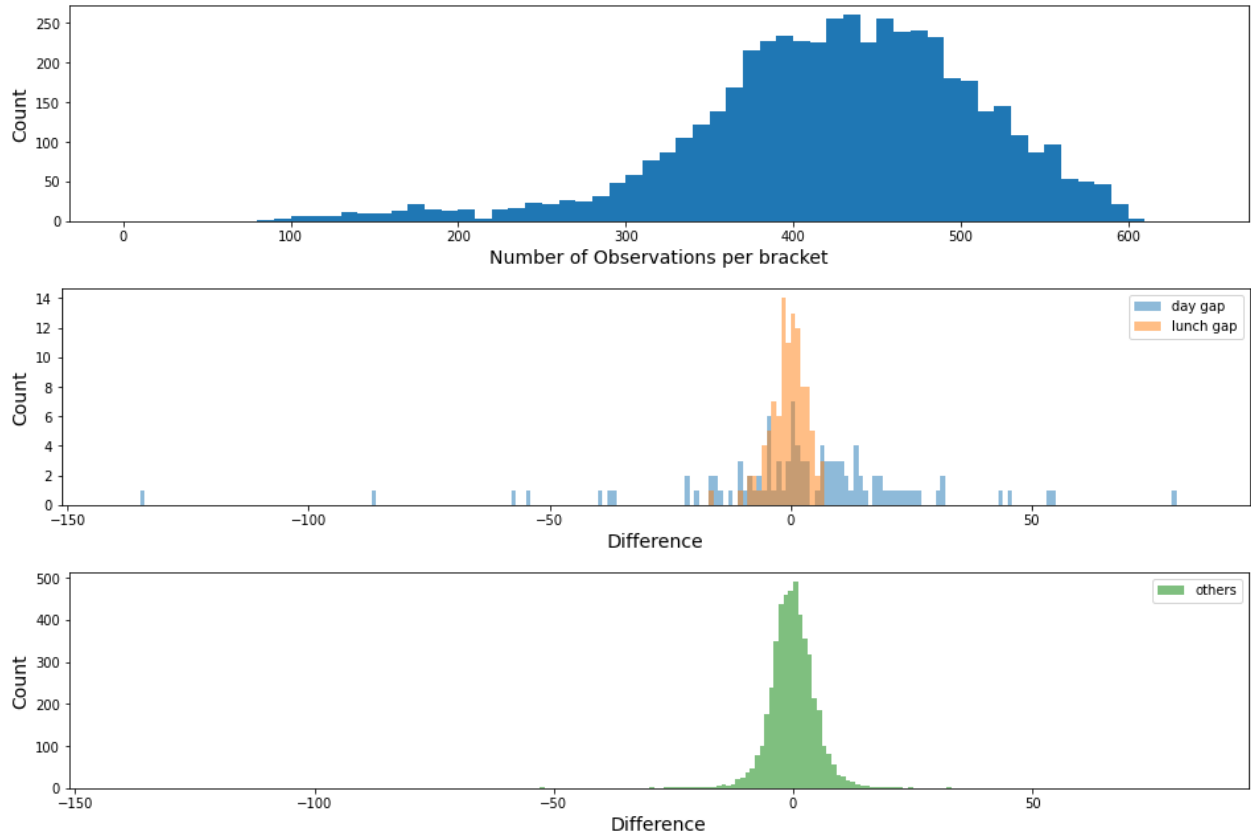 250
200
150
100
50
0
Count
0 100 200 300 400 500 600
Number of Observations per bracket
14
12
10
8
6
4
2
0
Count
day gap
lunch gap
−150 −100 −50 0 50
Difference
500
400
300
200
100
0
Count
others
−150 −100 −50 0 50
Difference